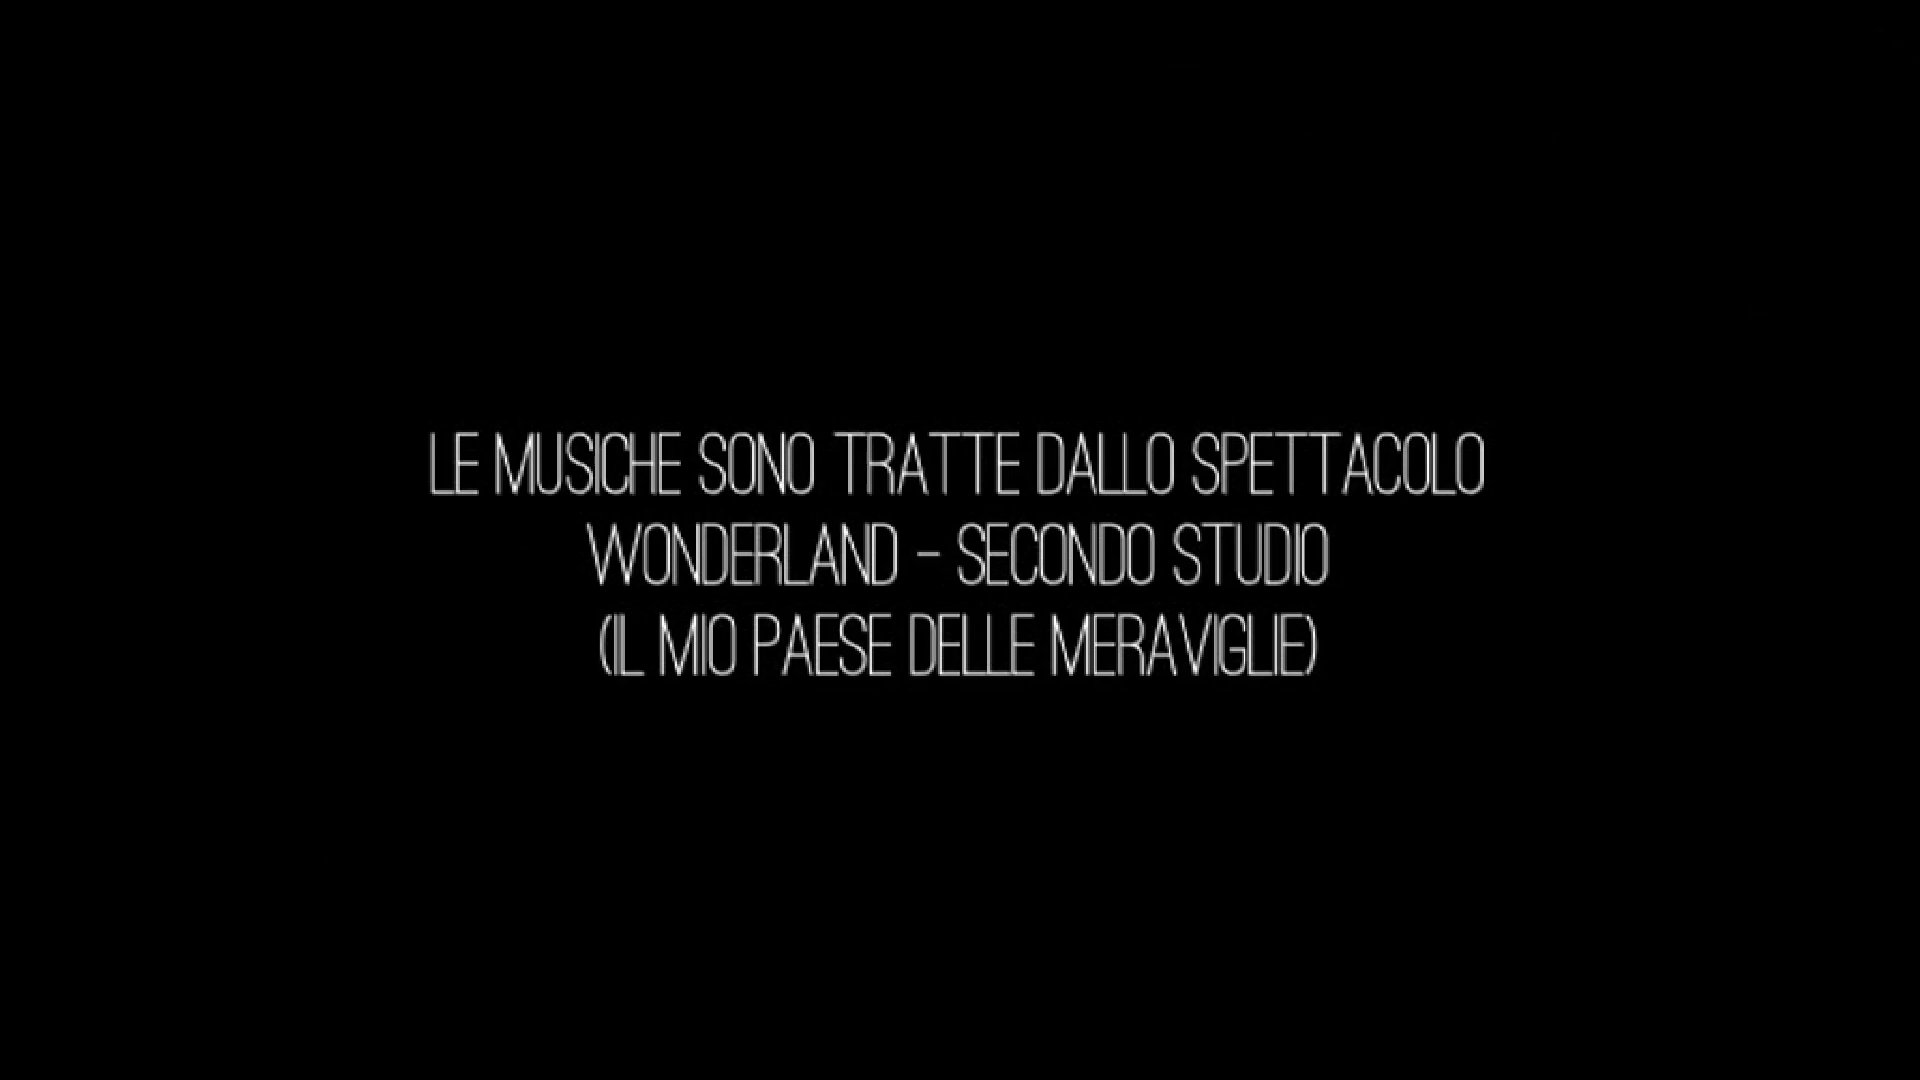 LE MUSICHE SONO TRATTE DALLO SPETTACOLO
WONDERLAND - SECONDO STUDIO
(IL MIO PAESE DELLE MERAVIGLIE)